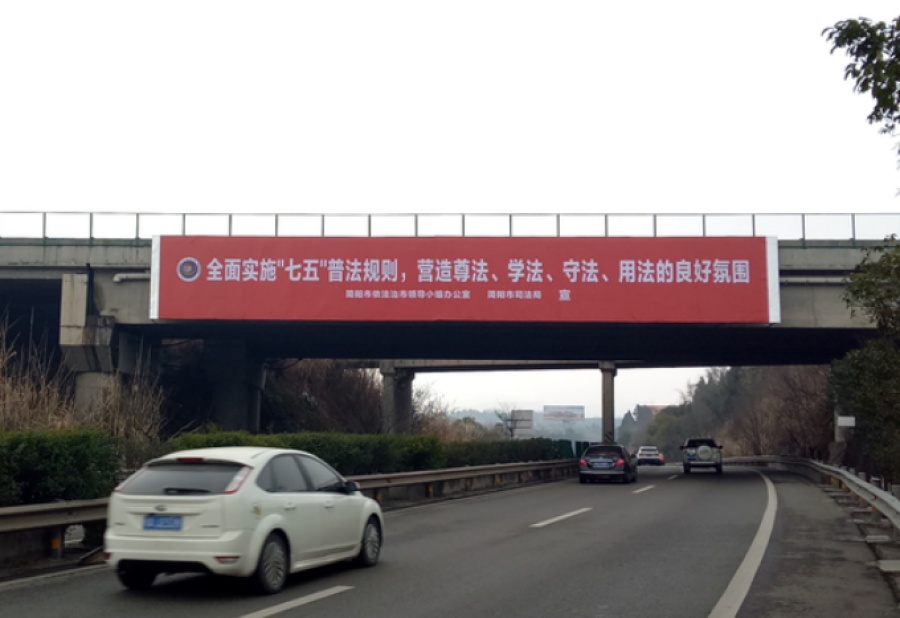 全面实施"七五"普法规则，营造尊法、学法、守法、用法的良好氛围
简阳市依法治市领导小组办公室 简阳市司法局 宣